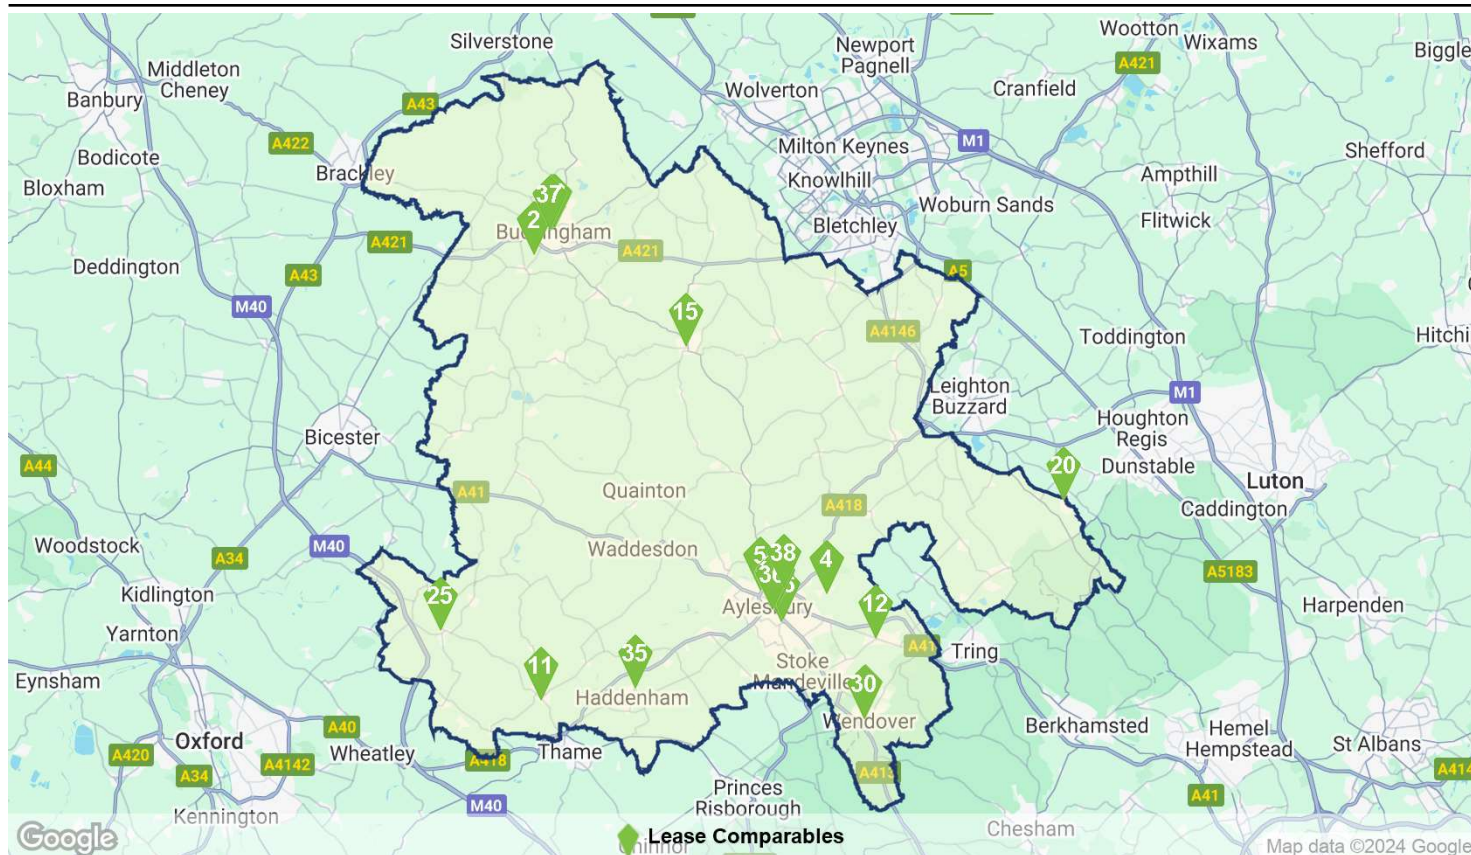 Silverstone
Newport
Pagnell
Wootton
Wixams
A421
Middleton
Cheney
Banbury
A43
Wolverton
Cranfield
A422
Bodicote
Brackley
Milton Keynes
M1
Shefford
Bloxham
Knowlhill
Ampthill
37
2
Woburn Sands
Flitwick
Bletchley
A421
A421
Deddington
A43
A5
M40
15
A4146
Toddington
Leighton
Buzzard
M1
Houghton
Regis
Bicester
A44
20
Dunstable
Luton
A41
Quainton
A418
Caddington
Woodstock
M40
A34
Waddesdon
5
38
4
A5183
Kidlington
25
Aylesbury
12
Harpenden
Yarnton
A41
Tring
Eynsham
11
35
Stoke
Mandeville
30
Haddenham
Wendover
A40
Oxford
Wheatley
Thame
A418
Berkhamsted
Hemel
Hempstead
St Albans
A420
A34
A4142
A413
A414
Kennington
M40
Princes
Risborough
A41
Chesham
Google
Lease Comparables
Map data ©2024 Google